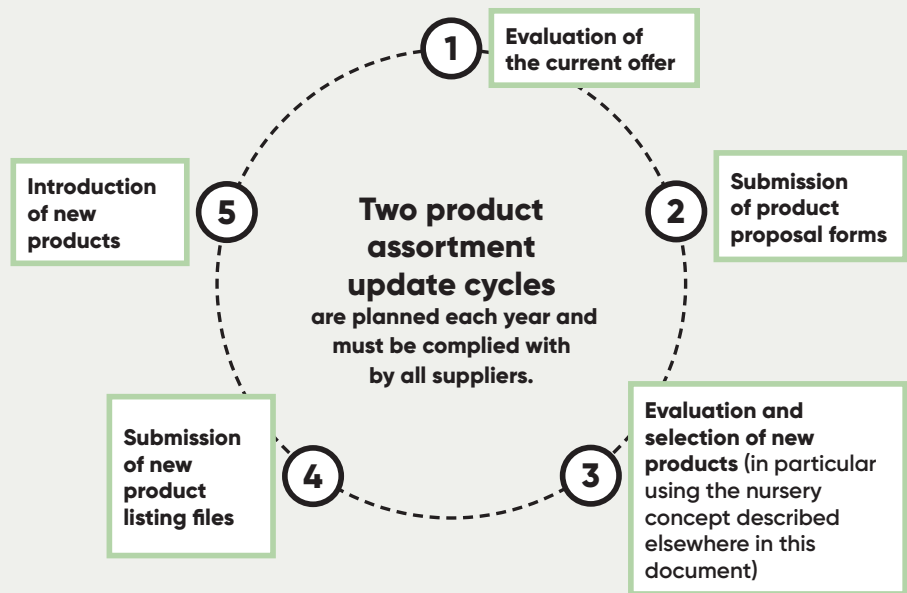 1
Evaluation of
the current offer
2
Submission
of product
proposal forms
3
Evaluation and
selection of new
products (in particular
using the nursery
concept described
elsewhere in this
document)
4
Submission
of new
product
listing files
5
Introduction
of new
products
Two product
assortment
update cycles
are planned each year and
must be complied with
by all suppliers.